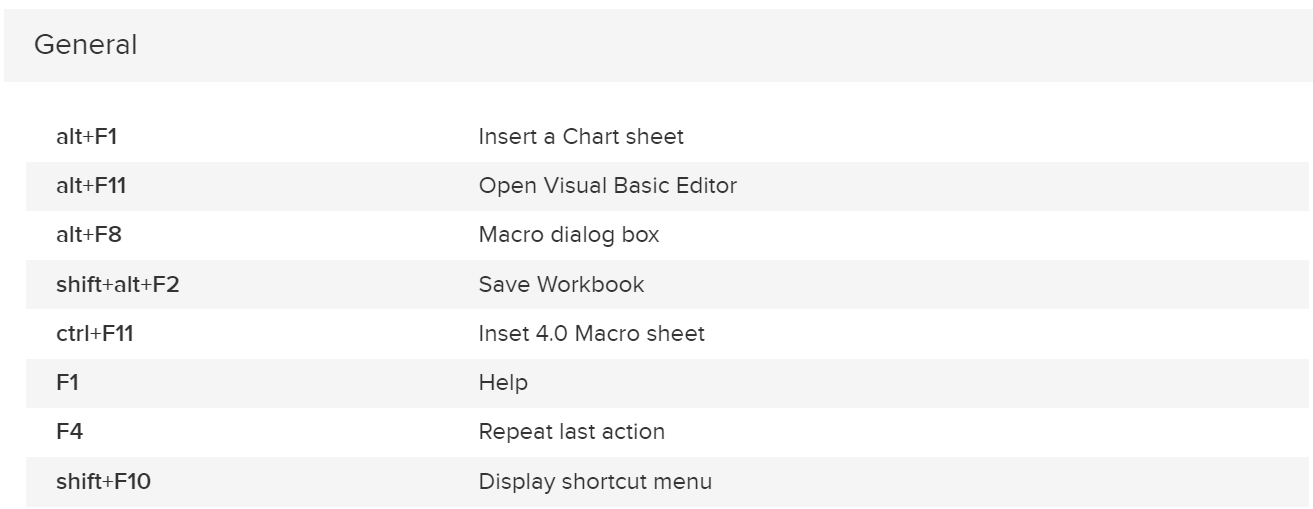 General
alt+F1 Insert a Chart sheet
alt+F11 Open Visual Basic Editor
alt+F8 Macro dialog box
shift+alt+F2 Save Workbook
ctrl+F11 Inset 4.0 Macro sheet
F1 Help
F4 Repeat last action
shift+F10 Display shortcut menu